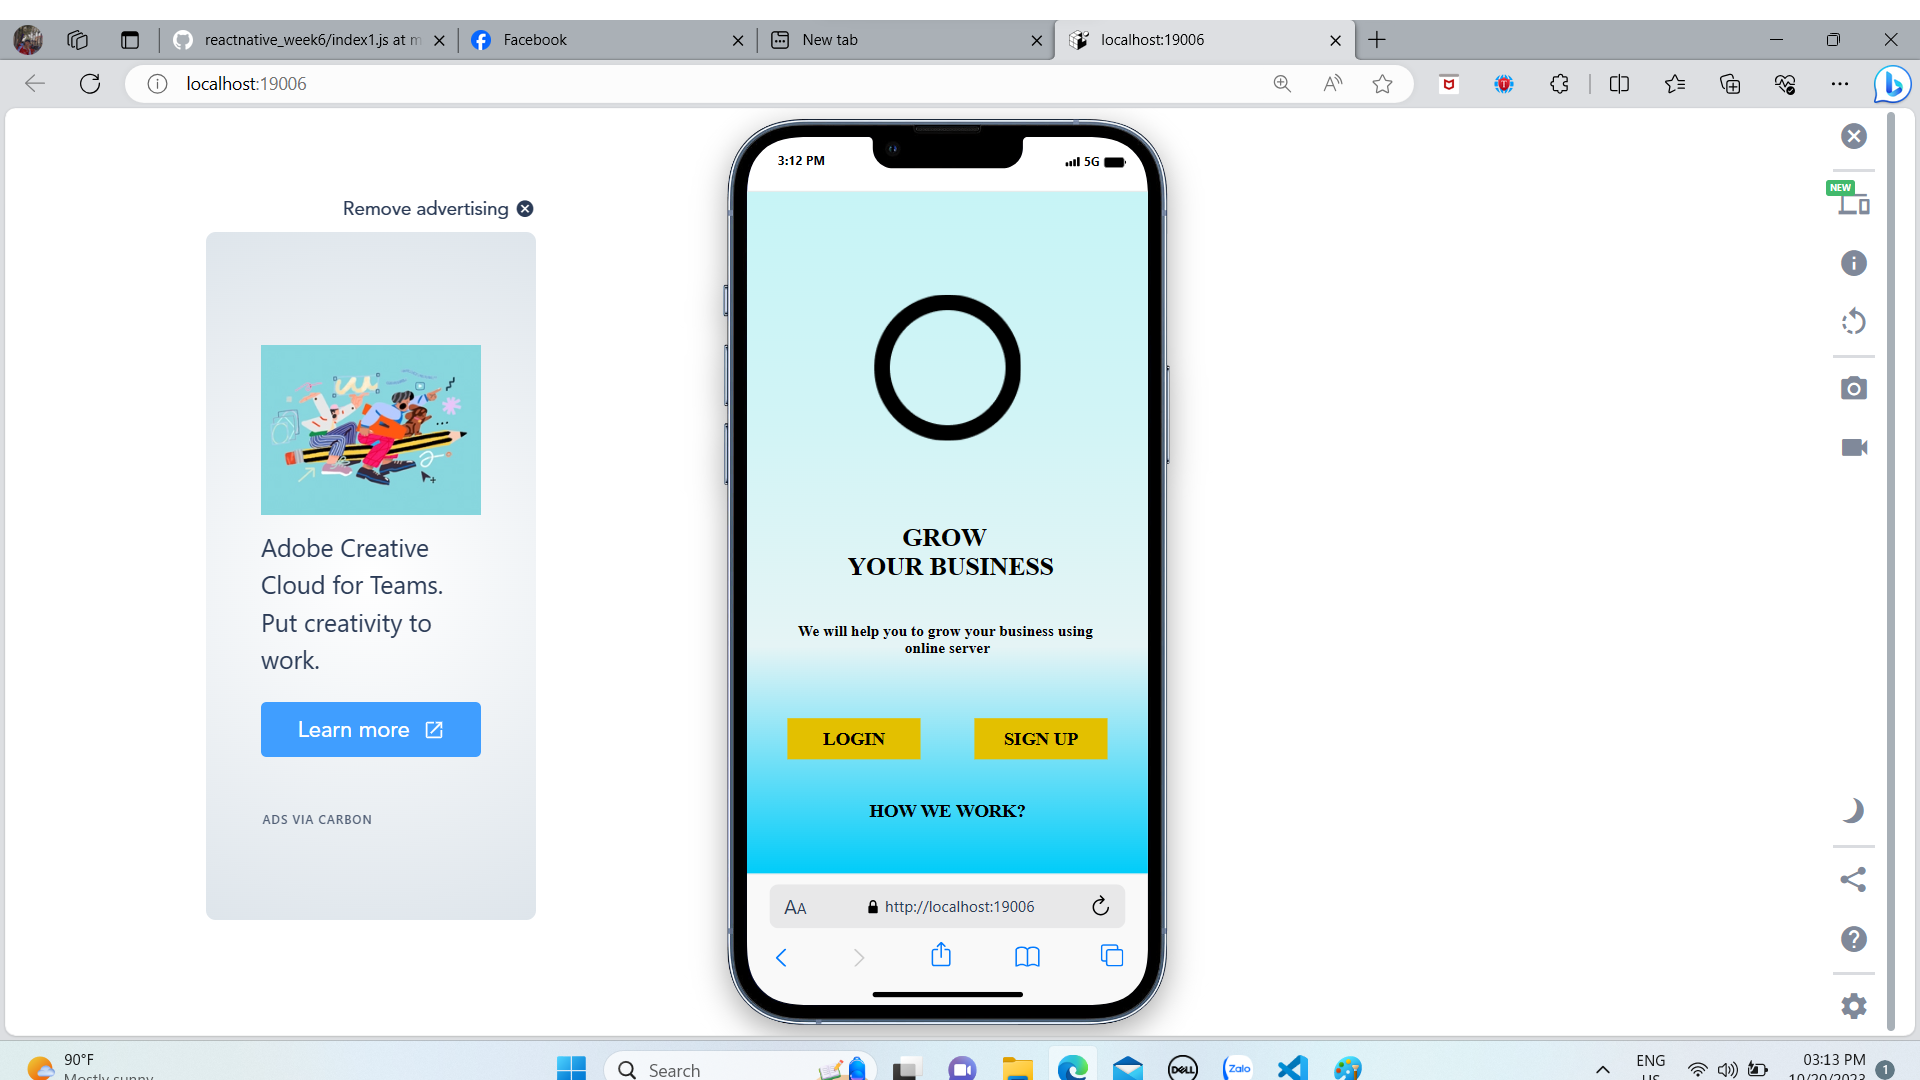 reactnative_week6/index1.js at m
Facebook
New tab
localhost:19006
localhost:19006
Remove advertising
Adobe Creative
Cloud for Teams.
Put creativity to
work.
Learn more
ADS VIA CARBON
3:12 PM
5G
GROW
YOUR BUSINESS
We will help you to grow your business using
online server
LOGIN
SIGN UP
HOW WE WORK?
AA
http://localhost:19006
NEW
90°F
Mostly sunny
Search
DELL
Zalo
ENG
US
03:13 PM
10/20/2023
1